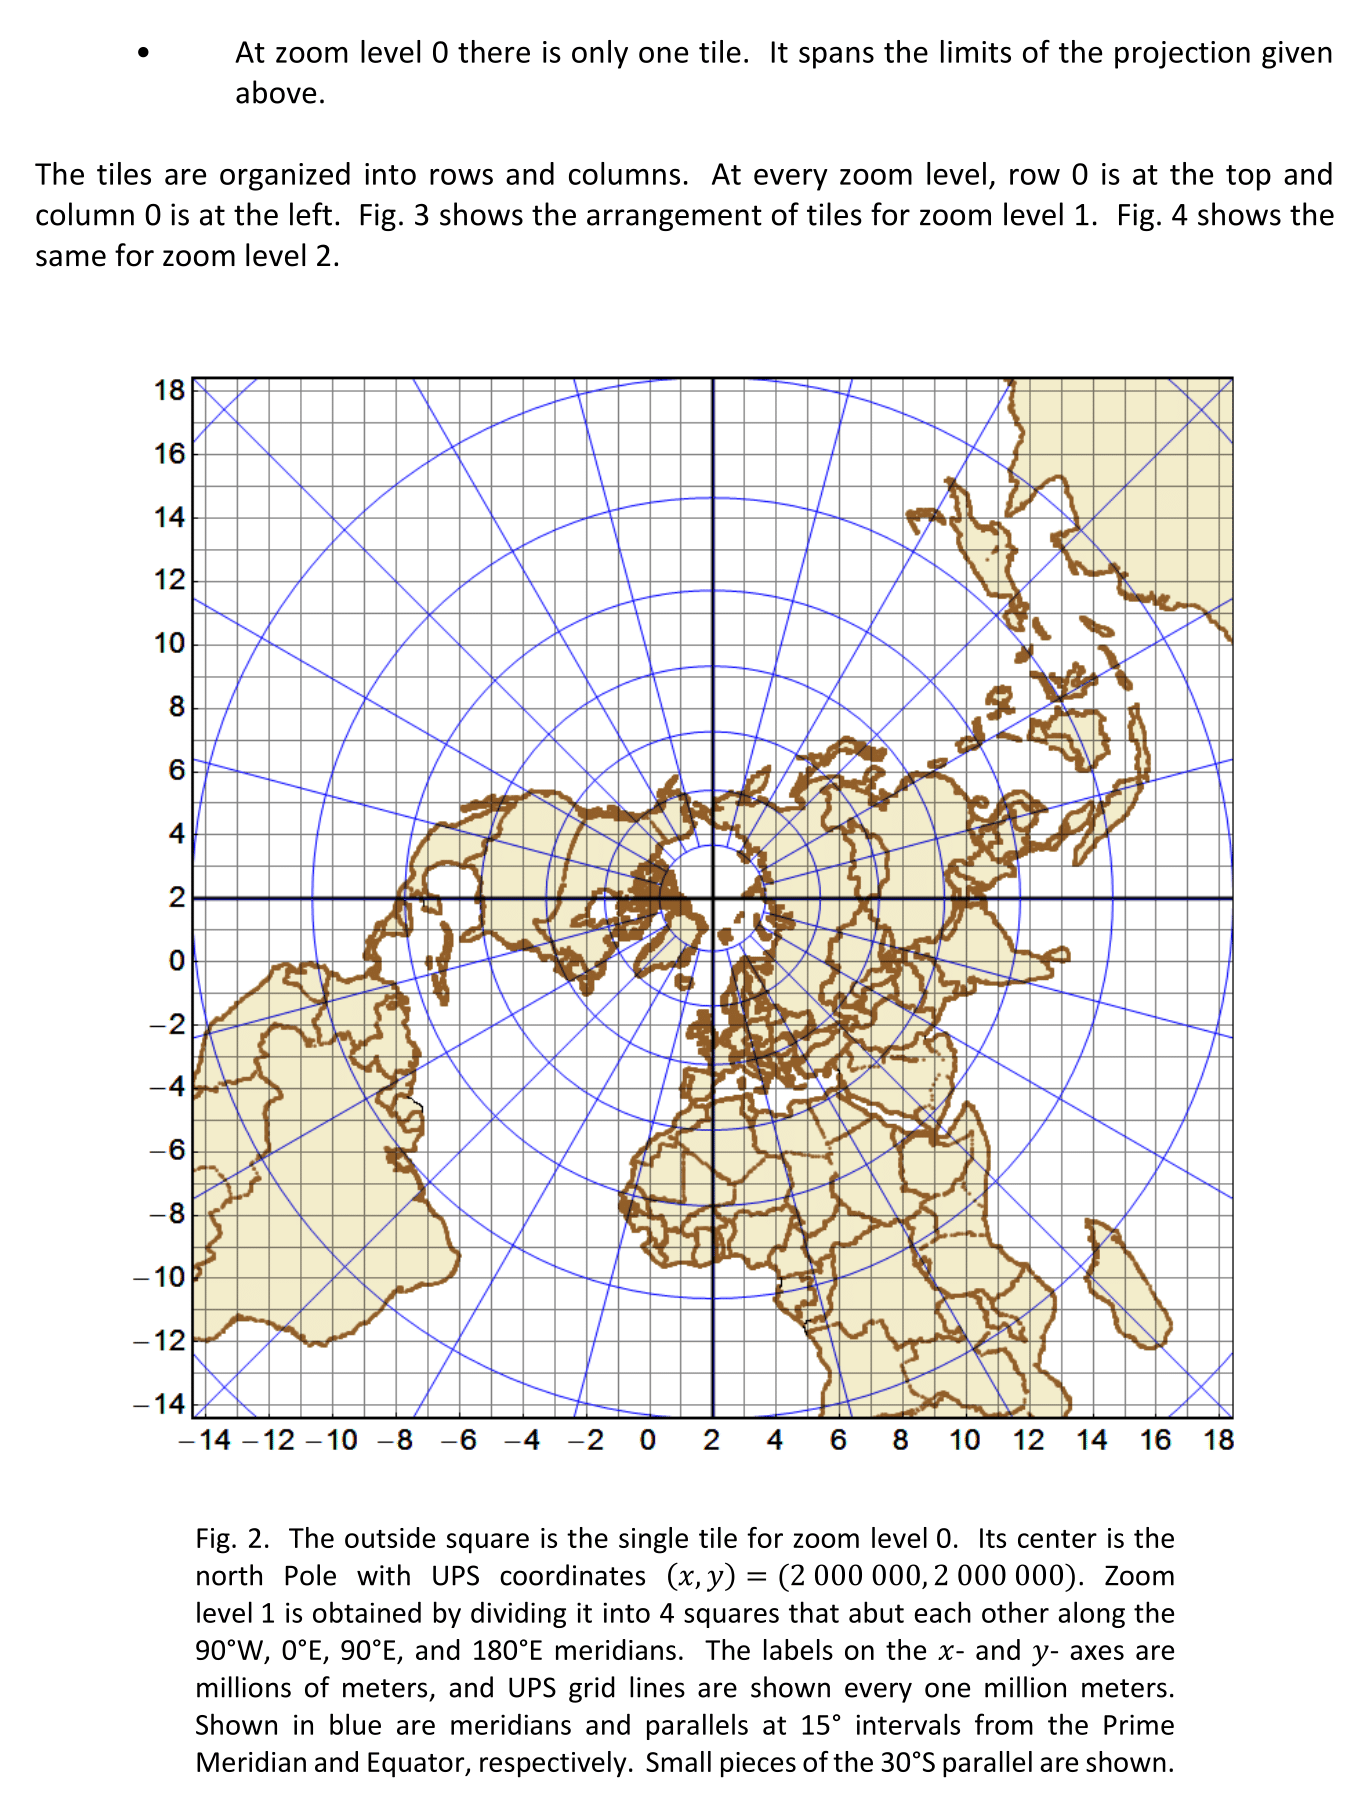 • At zoom level 0 there is only one tile. It spans the limits of the projection given
above.
The tiles are organized into rows and columns. At every zoom level, row 0 is at the top and
column 0 is at the left. Fig. 3 shows the arrangement of tiles for zoom level 1. Fig. 4 shows the
same for zoom level 2.
18
16
14
12
10
8
6
4
2
0
−2
−4
−6
−8
−10
−12
−14
−14 −12 −10 −8 −6 −4 −2 0 2 4 6 8 10 12 14 16 18
Fig. 2. The outside square is the single tile for zoom level 0. Its center is the
north Pole with UPS coordinates (x, y) = (2 000 000, 2 000 000). Zoom
level 1 is obtained by dividing it into 4 squares that abut each other along the
90°W, 0°E, 90°E, and 180°E meridians. The labels on the x- and y- axes are
millions of meters, and UPS grid lines are shown every one million meters.
Shown in blue are meridians and parallels at 15° intervals from the Prime
Meridian and Equator, respectively. Small pieces of the 30°S parallel are shown.